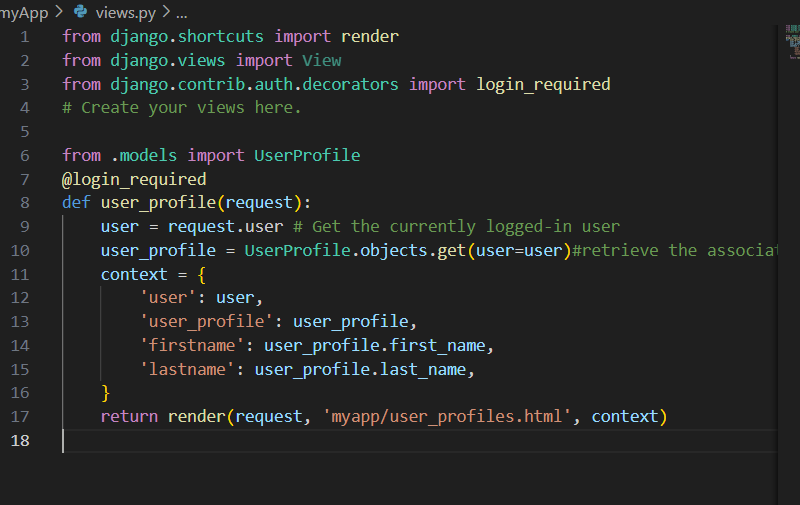 myApp > views.py > ...
1 from django.shortcuts import render
2 from django.views import View
3 from django.contrib.auth.decorators import login_required
4 # Create your views here.
5
6 from .models import UserProfile
7 @login_required
8 def user_profile(request):
9 user = request.user # Get the currently logged-in user
10 user_profile = UserProfile.objects.get(user=user)#retrieve the associat
11 context = {
12 'user': user,
13 'user_profile': user_profile,
14 'firstname': user_profile.first_name,
15 'lastname': user_profile.last_name,
16 }
17 return render(request, 'myapp/user_profiles.html', context)
18